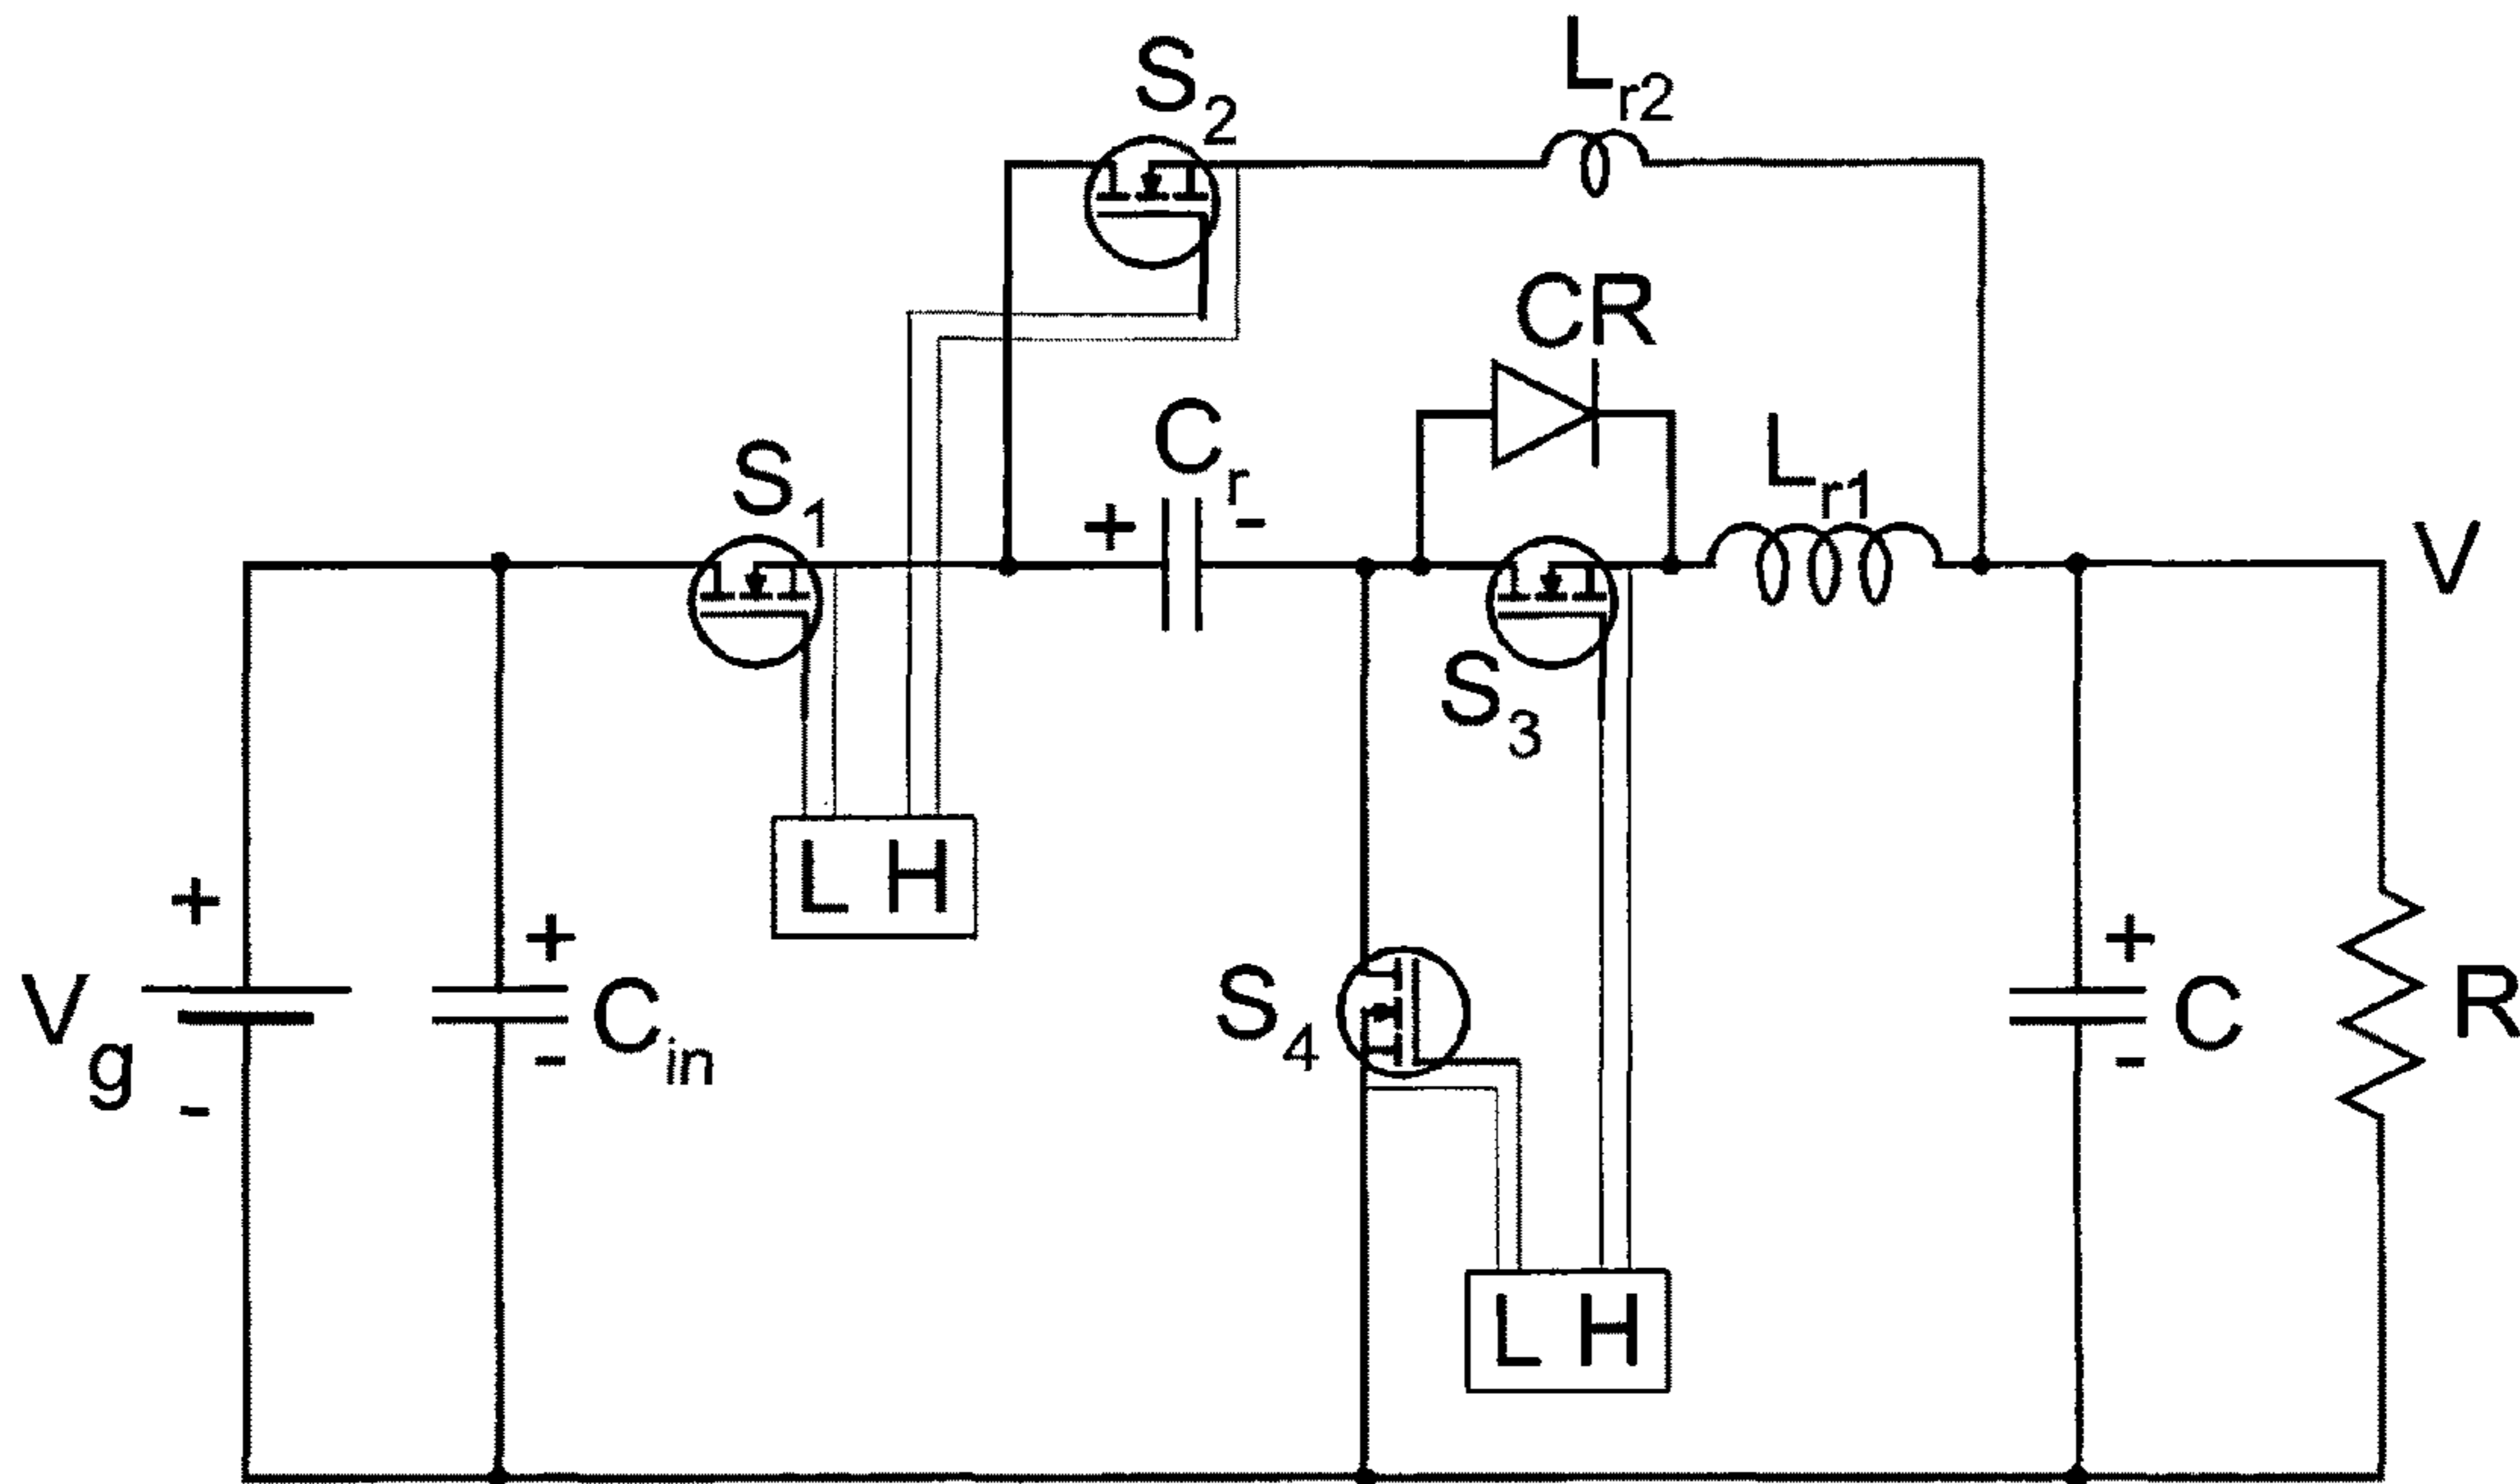 S2
Lr2
CR
Cr
+
-
S1
Lr1
V
S3
L H
+
Vg
-
+
Cin
-
S4
+
C
-
R
L H